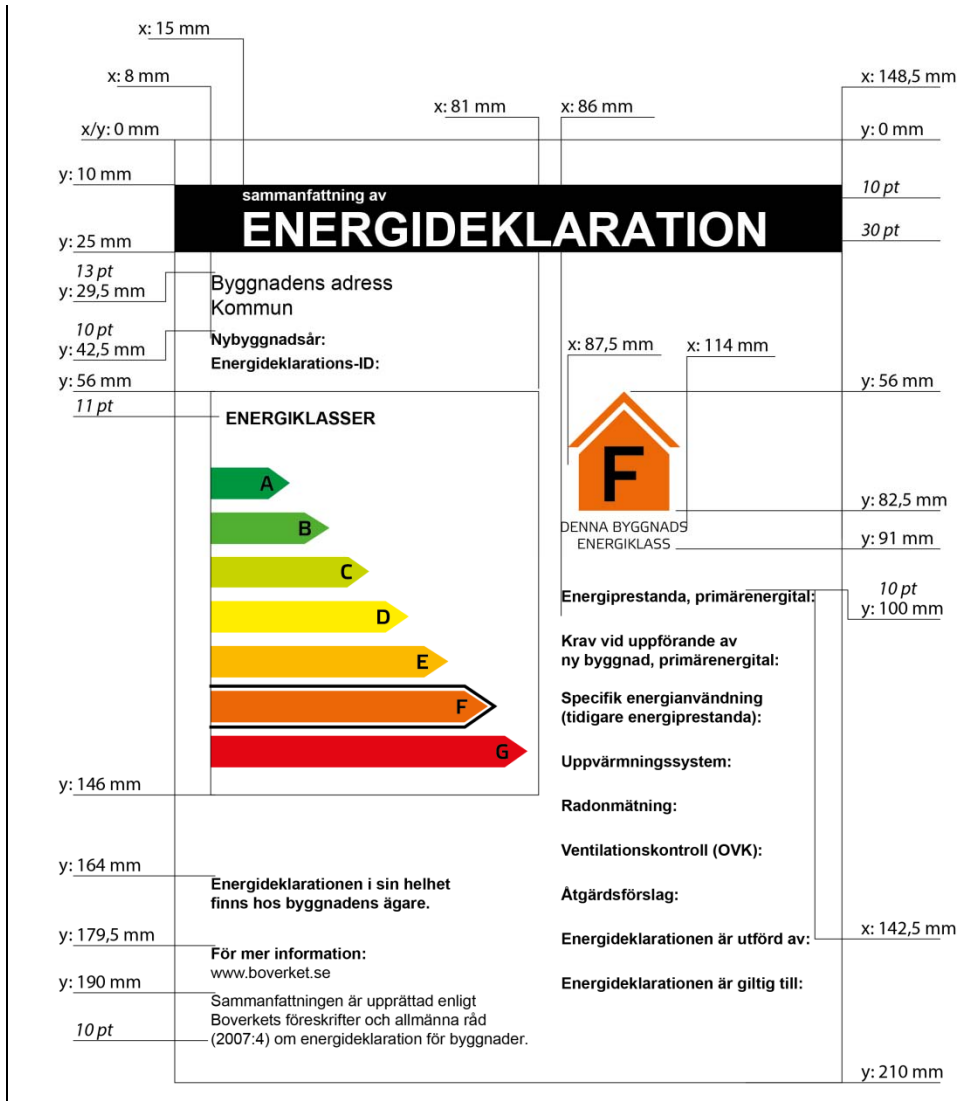 x: 15 mm
x: 8 mm
x: 148,5 mm
x: 81 mm
x: 86 mm
x/y: 0 mm
y: 0 mm
y: 10 mm
10 pt
sammanfattning av
ENERGIDEKLARATION
30 pt
y: 25 mm
13 pt
y: 29,5 mm
Byggnadens adress
Kommun
10 pt
y: 42,5 mm
Nybyggnadsår:
Energideklarations-ID:
x: 87,5 mm
x: 114 mm
y: 56 mm
y: 56 mm
11 pt
ENERGIKLASSER
A
B
C
D
E
F
G
F
y: 82,5 mm
DENNA BYGGNADS
ENERGIKLASS
y: 91 mm
10 pt
y: 100 mm
Energiprestanda, primärenergital:
Krav vid uppförande av
ny byggnad, primärenergital:
Specifik energianvändning
(tidigare energiprestanda):
Uppvärmningssystem:
Radonmätning:
Ventilationskontroll (OVK):
Åtgärdsförslag:
Energideklarationen är utförd av:
x: 142,5 mm
Energideklarationen är giltig till:
y: 146 mm
y: 164 mm
Energideklarationen i sin helhet
finns hos byggnadens ägare.
y: 179,5 mm
För mer information:
www.boverket.se
y: 190 mm
Sammanfattningen är upprättad enligt
Boverkets föreskrifter och allmänna råd
(2007:4) om energideklaration för byggnader.
10 pt
y: 210 mm